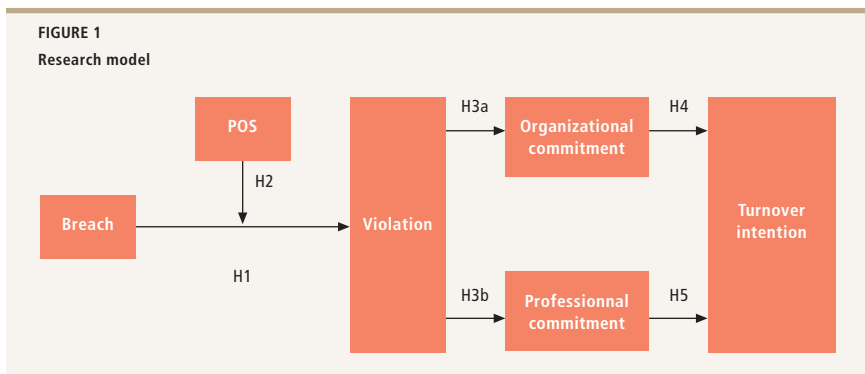 FIGURE 1
Research model
POS
H2
Breach
H1
Violation
H3a
Organizational
commitment
H4
H3b
Professionnal
commitment
H5
Turnover
intention